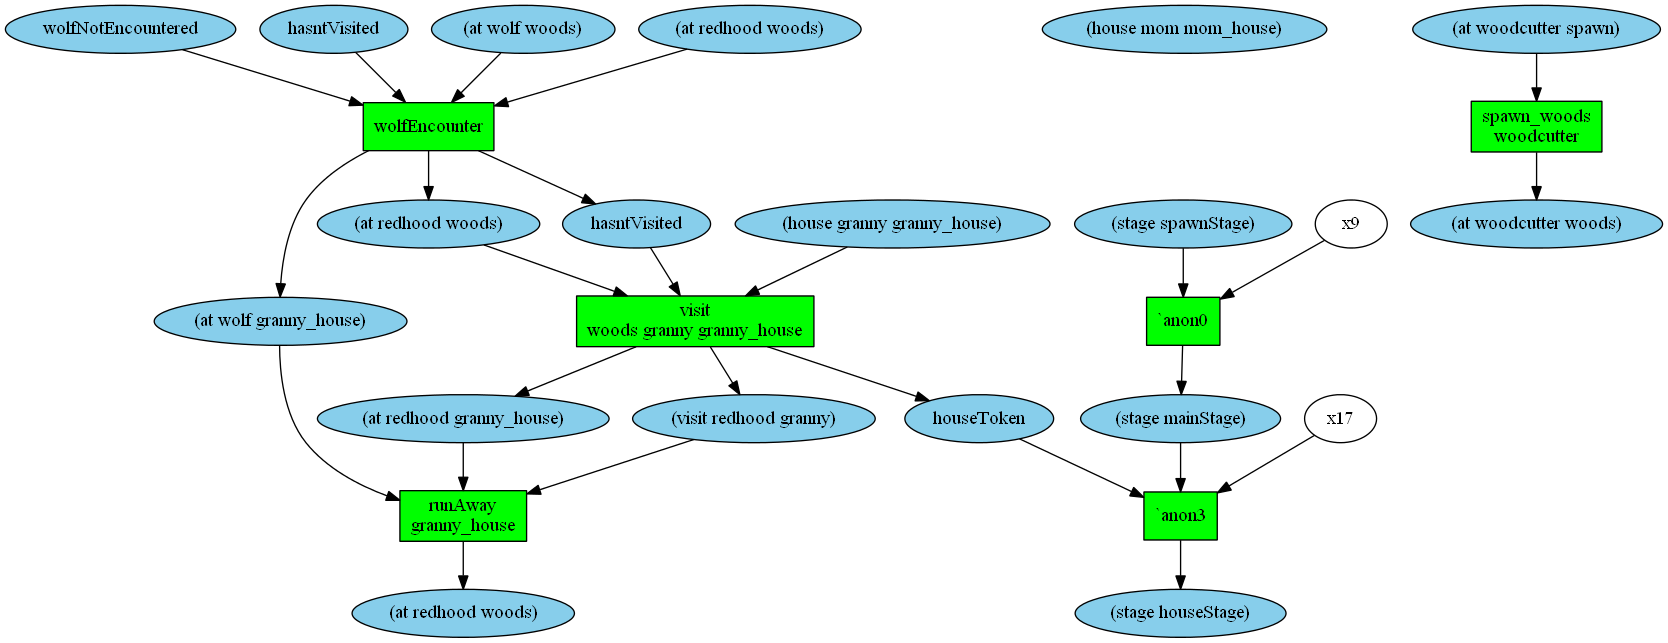 wolfNotEncountered
hasntVisited
(at wolf woods)
(at redhood woods)
(house mom mom_house)
(at woodcutter spawn)
wolfEncounter
spawn_woods
woodcutter
(at redhood woods)
hasntVisited
(house granny granny_house)
(stage spawnStage)
x9
(at woodcutter woods)
(at wolf granny_house)
visit
woods granny granny_house
`anon0
(at redhood granny_house)
(visit redhood granny)
houseToken
(stage mainStage)
x17
runAway
granny_house
`anon3
(at redhood woods)
(stage houseStage)